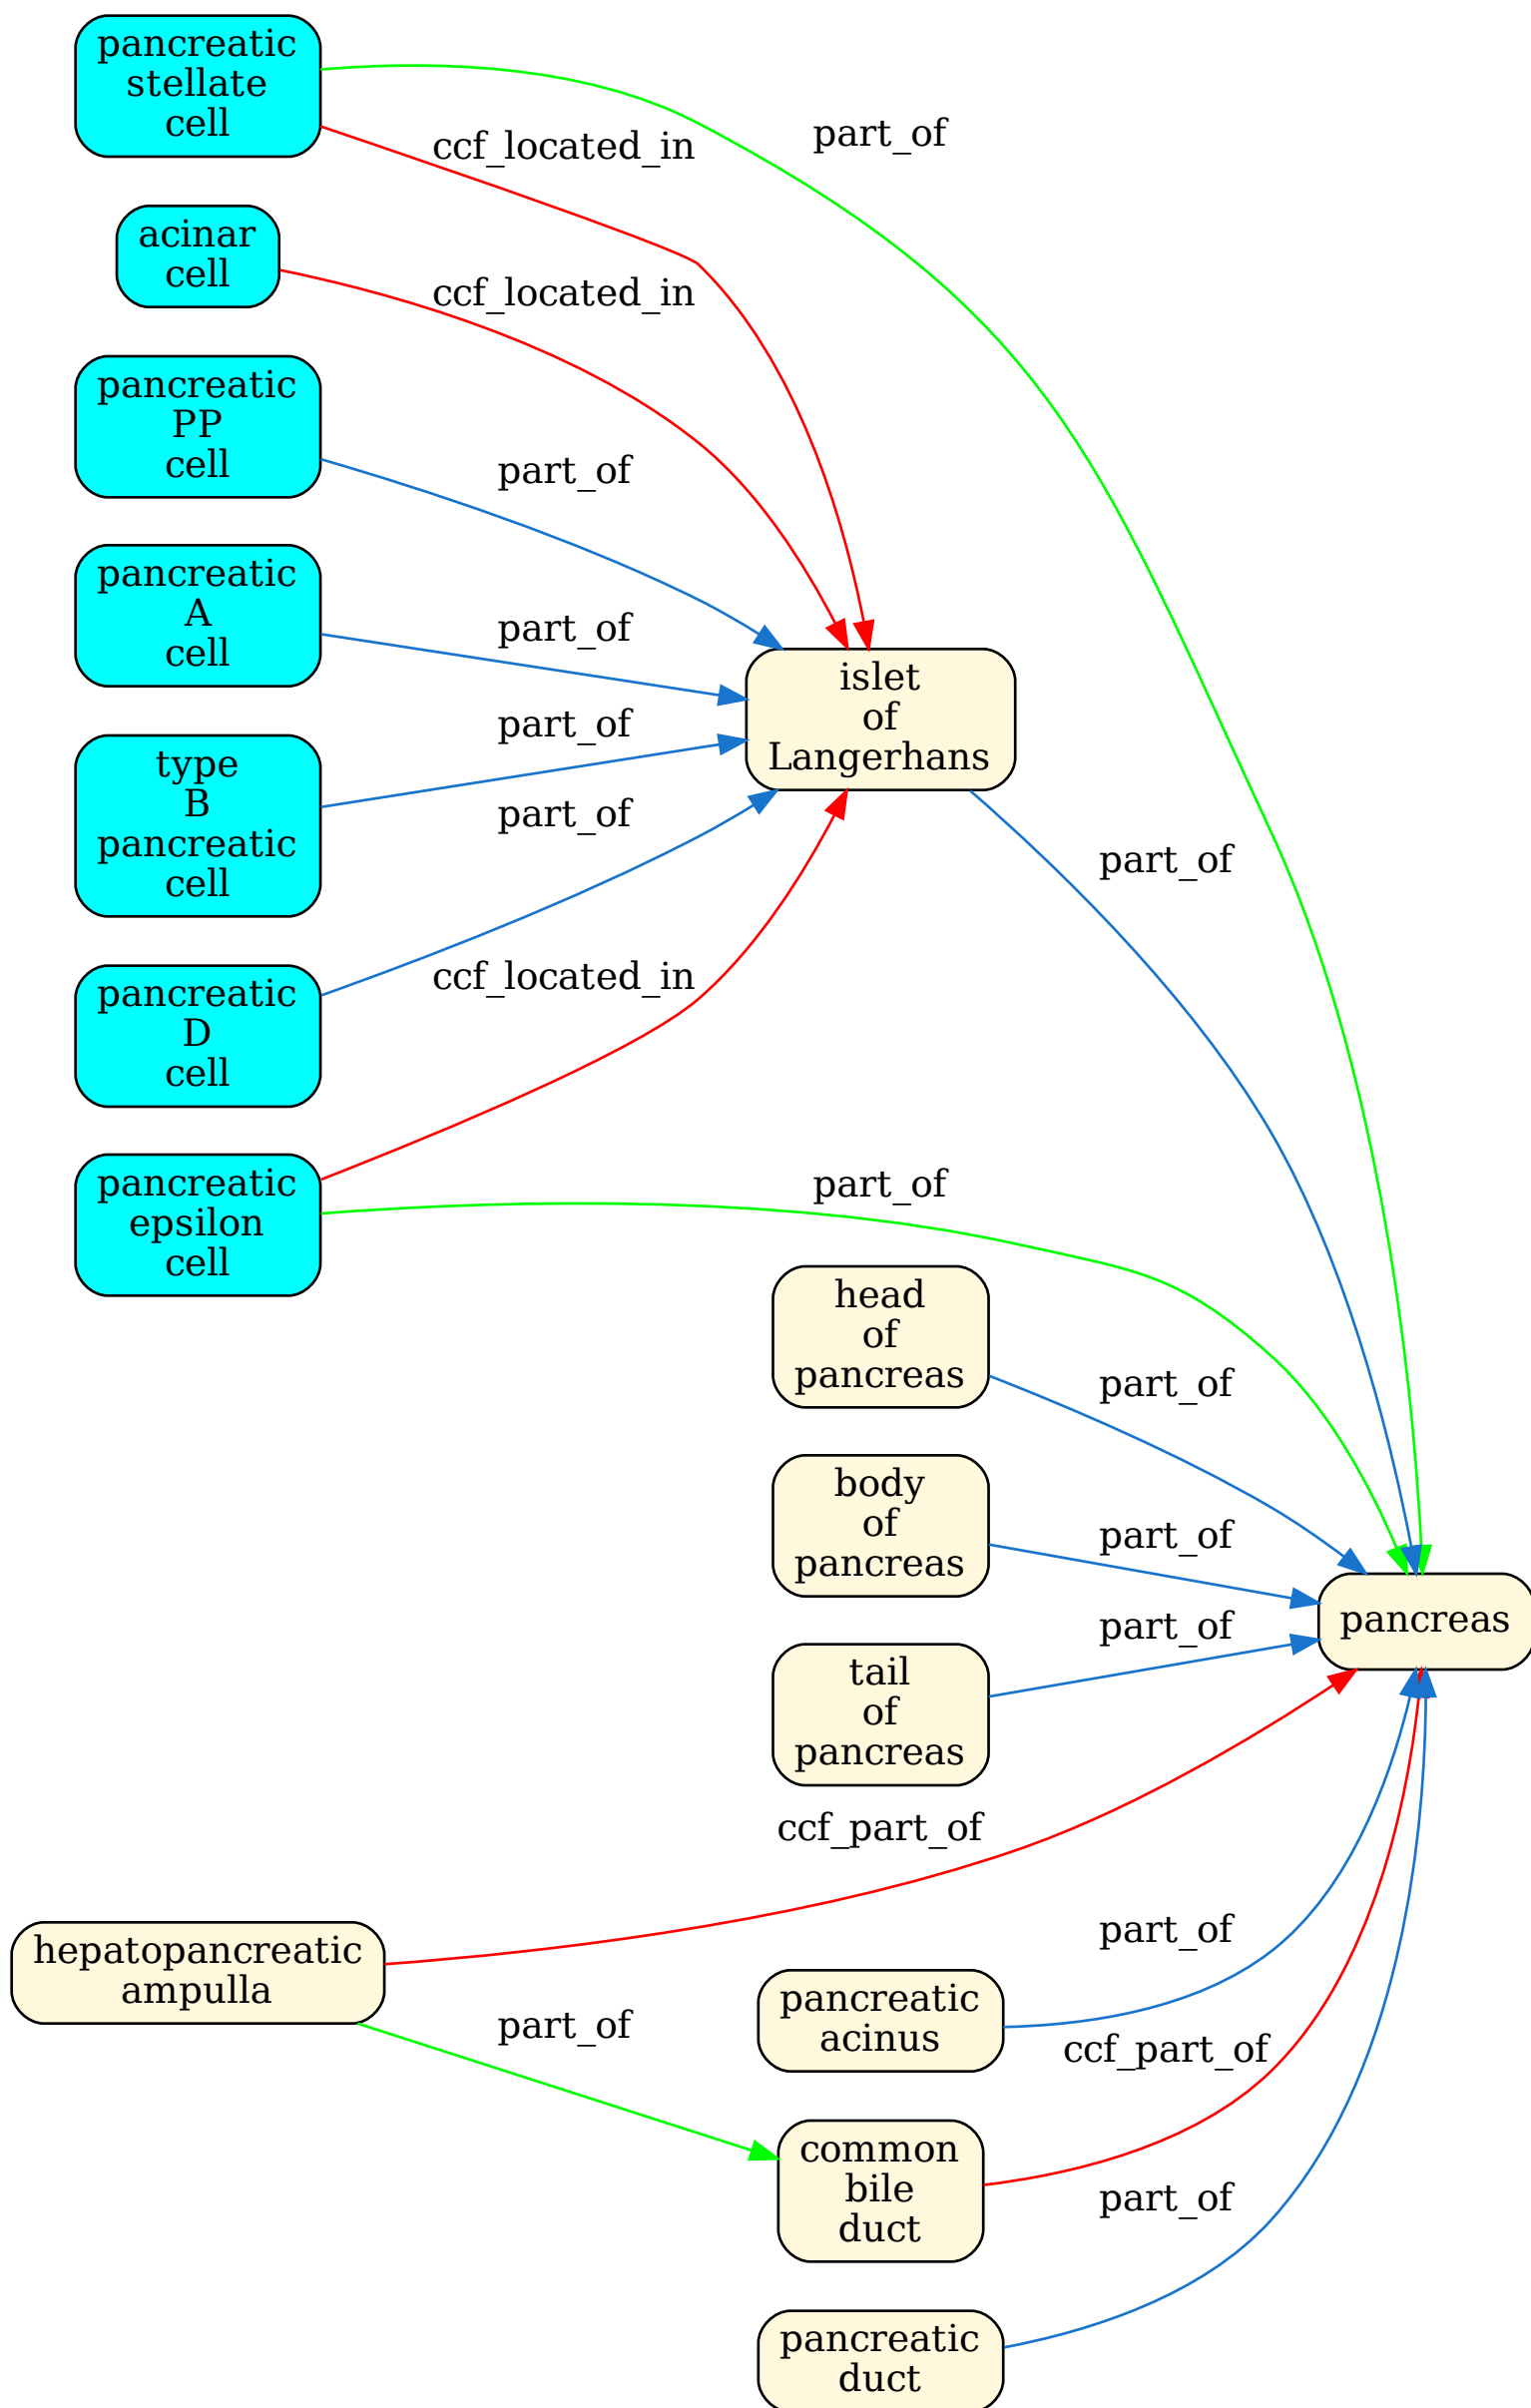 pancreatic
stellate
cell
part_of
ccf_located_in
acinar
cell
ccf_located_in
pancreatic
PP
cell
part_of
pancreatic
A
cell
part_of
islet
of
Langerhans
part_of
type
B
pancreatic
cell
part_of
part_of
pancreatic
D
cell
ccf_located_in
pancreatic
epsilon
cell
part_of
head
of
pancreas
part_of
body
of
pancreas
part_of
pancreas
tail
of
pancreas
part_of
ccf_part_of
hepatopancreatic
ampulla
part_of
part_of
pancreatic
acinus
ccf_part_of
common
bile
duct
part_of
pancreatic
duct